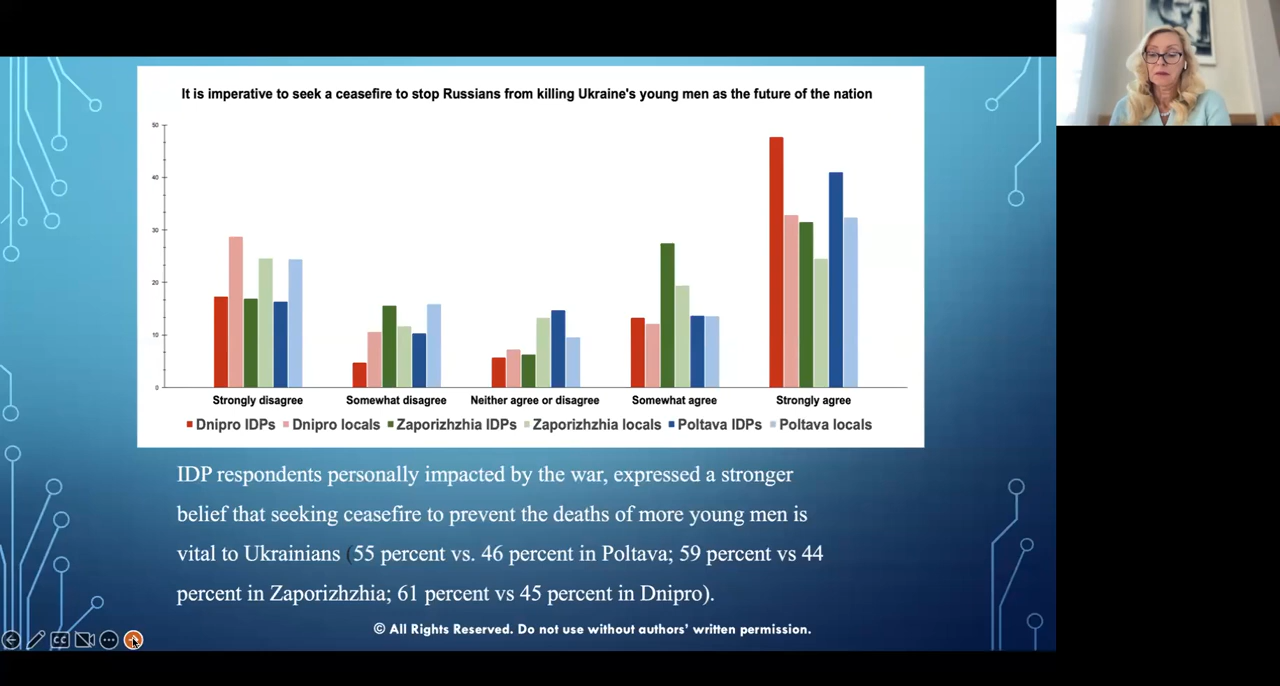 It is imperative to seek a ceasefire to stop Russians from killing Ukraine's young men as the future of the nation
50
40
30
20
10
0
Strongly disagree Somewhat disagree Neither agree or disagree Somewhat agree Strongly agree
Dnipro IDPs Dnipro locals Zaporizhzhia IDPs Zaporizhzhia locals Poltava IDPs Poltava locals
IDP respondents personally impacted by the war, expressed a stronger
belief that seeking ceasefire to prevent the deaths of more young men is
vital to Ukrainians (55 percent vs. 46 percent in Poltava; 59 percent vs 44
percent in Zaporizhzhia; 61 percent vs 45 percent in Dnipro).
© All Rights Reserved. Do not use without authors' written permission.
CC